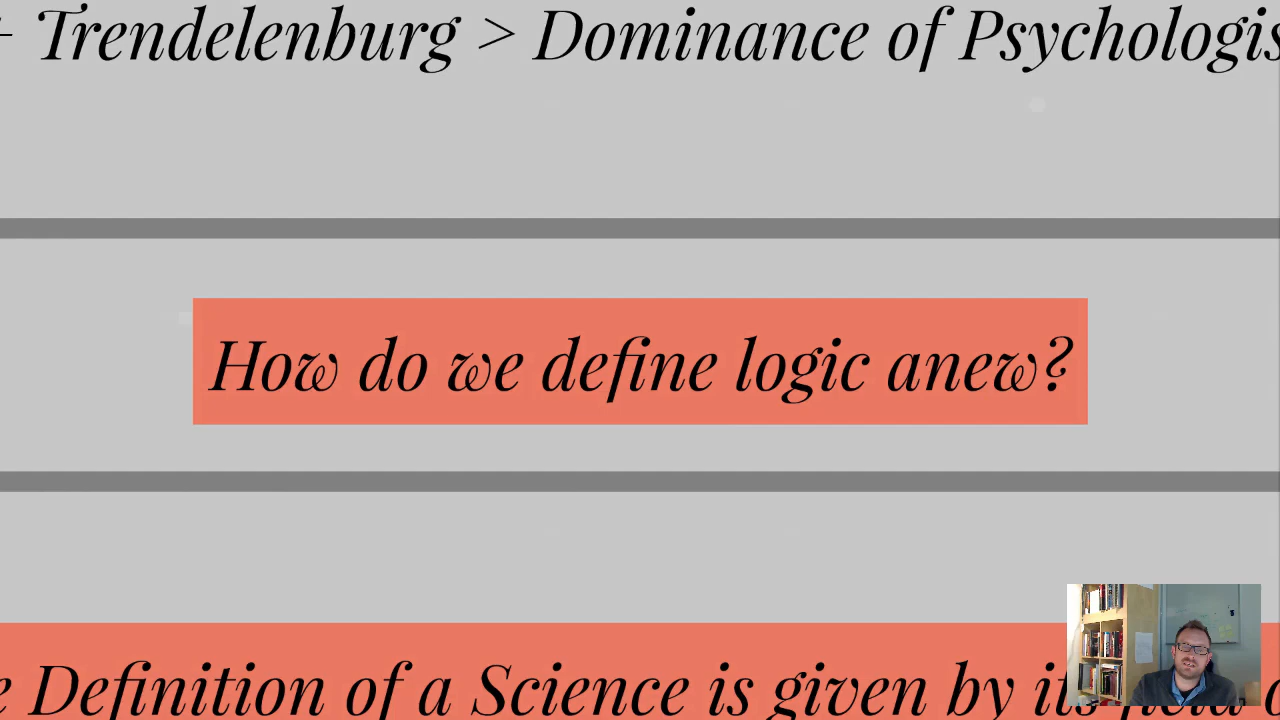 Trendelenburg > Dominance of Psychologis
How do we define logic anew?
Definition of a Science is given by its